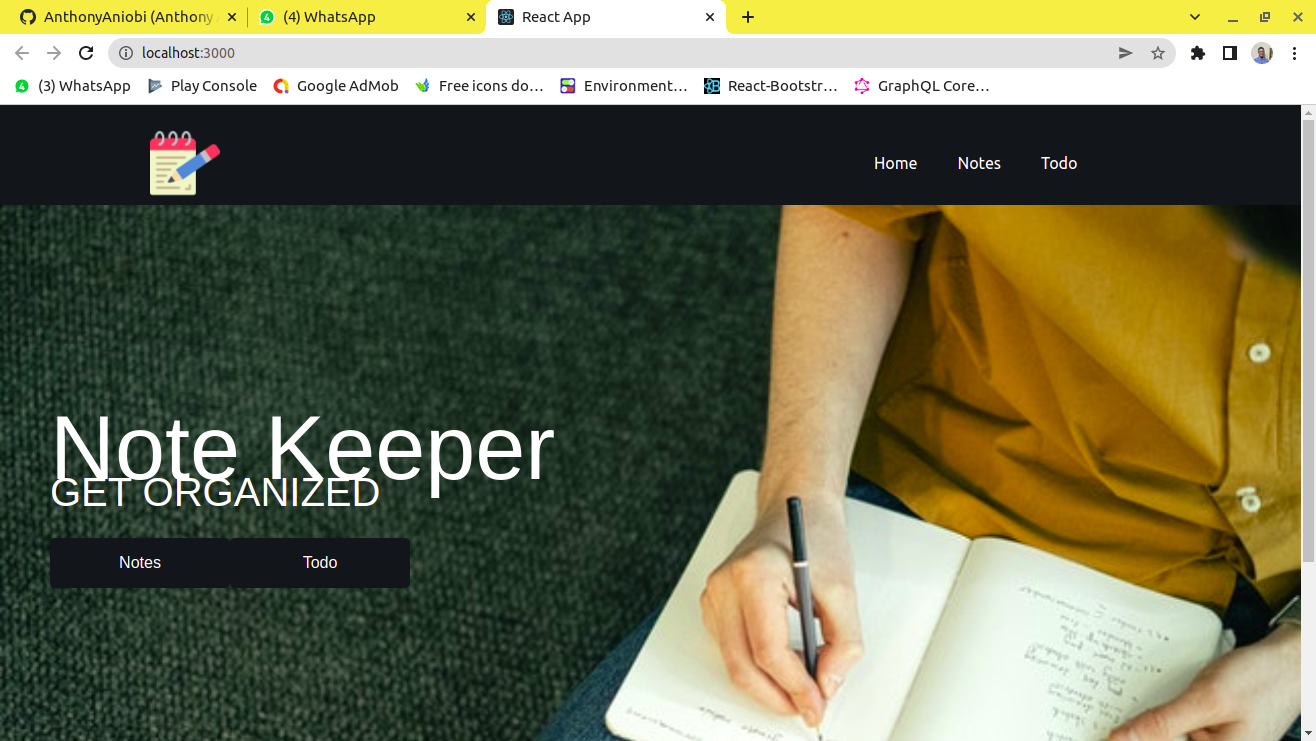 AnthonyAniobi (Anthony A
(4) WhatsApp
React App
localhost:3000
(3) WhatsApp
Play Console
Google AdMob
Free icons do…
Environment…
React-Bootstr…
GraphQL Core…
Home
Notes
Todo
Note Keeper
GET ORGANIZED
Notes
Todo